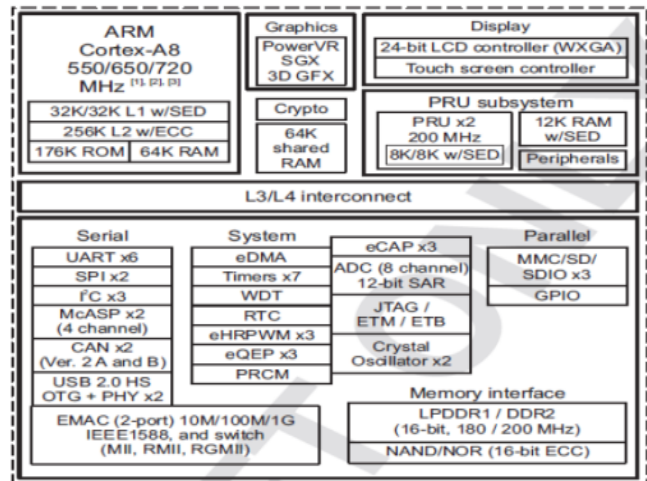 ARM
Cortex-A8
550/650/720
MHz [1], [2], [3]
32K/32K L1 w/SED
256K L2 w/ECC
176K ROM
64K RAM
Graphics
PowerVR
SGX
3D GFX
Crypto
64K
shared
RAM
Display
24-bit LCD controller (WXGA)
Touch screen controller
PRU subsystem
PRU x2
200 MHz
8K/8K w/SED
12K RAM
w/SED
Peripherals
L3/L4 interconnect
Serial
UART x6
SPI x2
I²C x3
McASP x2
(4 channel)
CAN x2
(Ver. 2 A and B)
USB 2.0 HS
OTG + PHY x2
EMAC (2-port) 10M/100M/1G
IEEE1588, and switch
(MII, RMII, RGMII)
System
eDMA
Timers x7
WDT
RTC
eHRPWM x3
eQEP x3
PRCM
eCAP x3
ADC (8 channel)
12-bit SAR
JTAG /
ETM / ETB
Crystal
Oscillator x2
Parallel
MMC/SD/
SDIO x3
GPIO
Memory interface
LPDDR1 / DDR2
(16-bit, 180 / 200 MHz)
NAND/NOR (16-bit ECC)